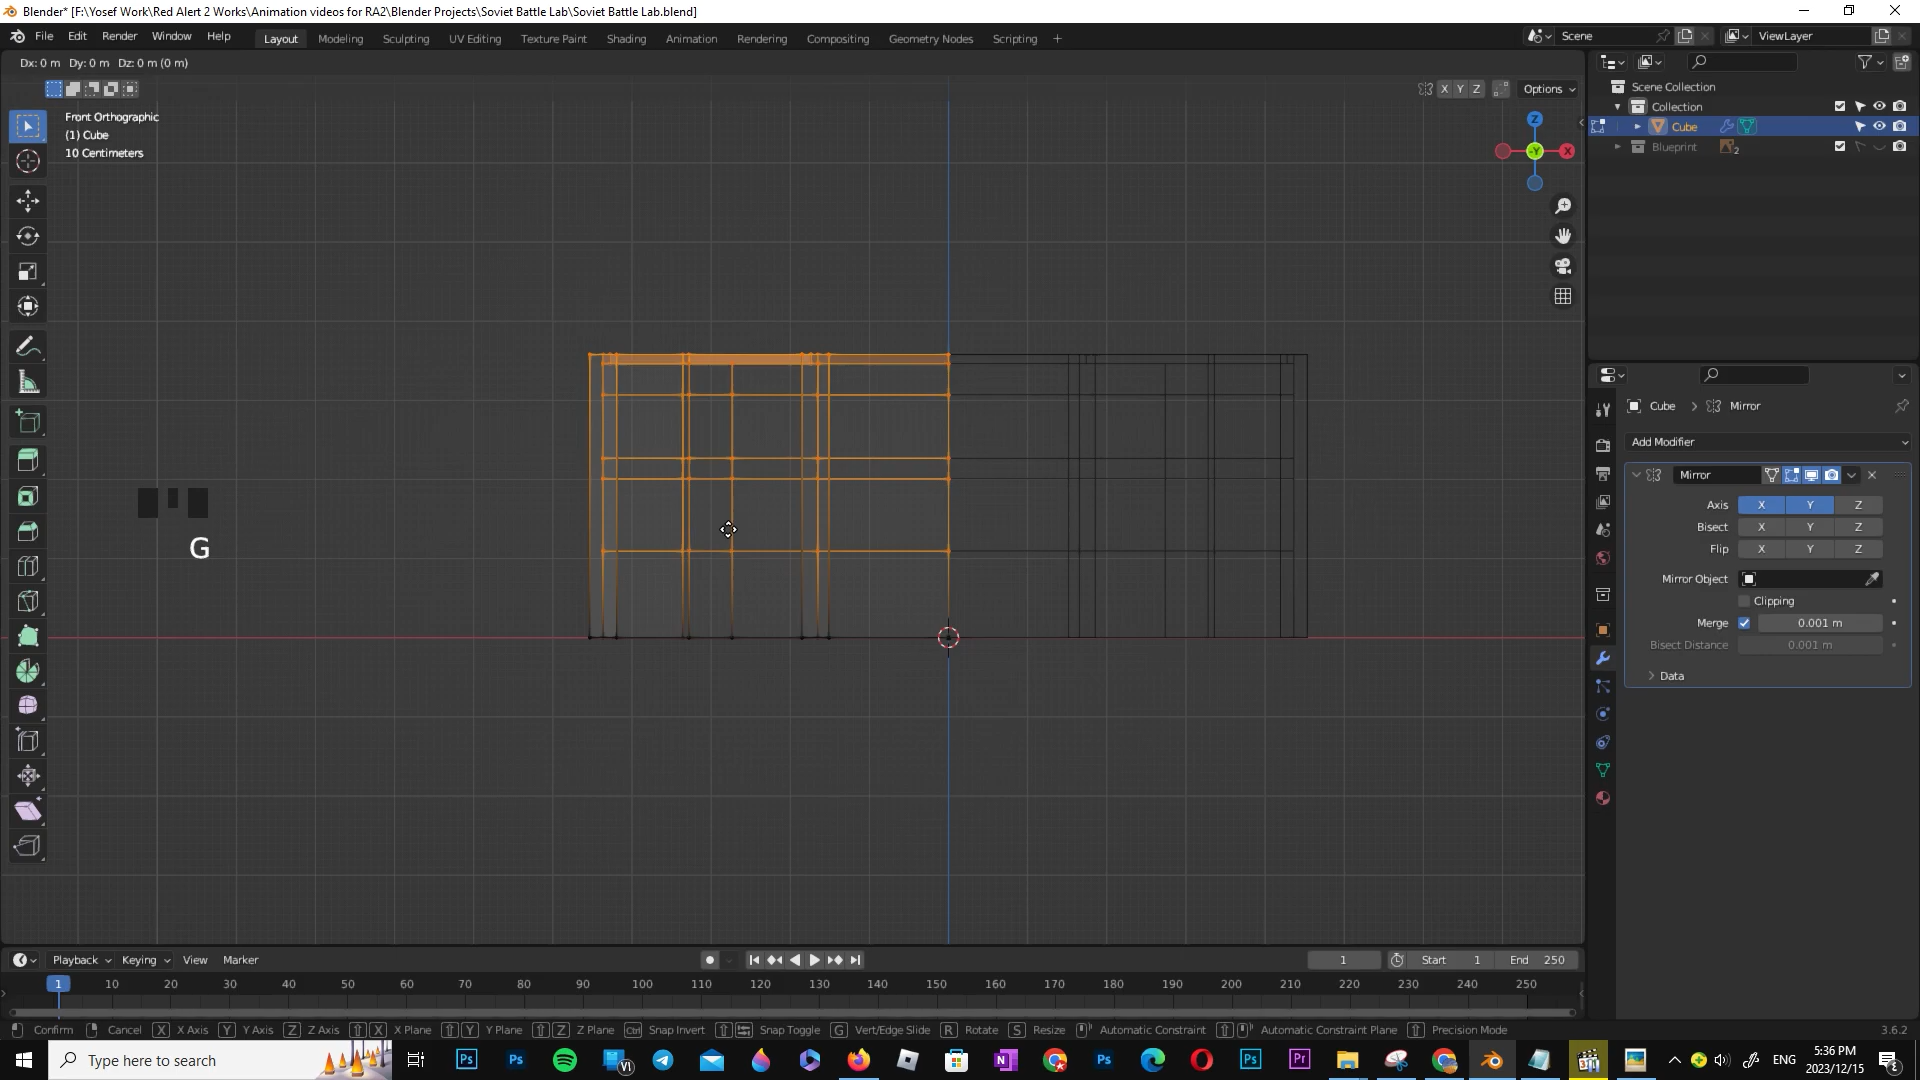 Blender* [F:\Yosef Work\Red Alert 2 Works\Animation videos for RA2\Blender Projects\Soviet Battle Lab\Soviet Battle Lab.blend]
File Edit Render Window Help Layout Modeling Sculpting UV Editing Texture Paint Shading Animation Rendering Compositing Geometry Nodes Scripting + Scene ViewLayer
Dx: 0 m Dy: 0 m Dz: 0 m (0 m)
X Y Z Options
Scene Collection
Collection
Cube
Blueprint 2
Front Orthographic
(1) Cube
10 Centimeters
Z
-Y X
G
Cube > Mirror
Add Modifier
Mirror
Axis X Y Z
Bisect X Y Z
Flip X Y Z
Mirror Object
Clipping
Merge 0.001 m
Bisect Distance 0.001 m
Data
Playback Keying View Marker 1 Start 1 End 250
1 10 20 30 40 50 60 70 80 90 100 110 120 130 140 150 160 170 180 190 200 210 220 230 240 250
Confirm Cancel X X Axis Y Y Axis Z Z Axis X X Plane Y Y Plane Z Z Plane Ctrl Snap Invert Snap Toggle G Vert/Edge Slide R Rotate S Resize Automatic Constraint Automatic Constraint Plane Precision Mode 3.6.2
Type here to search
ENG
5:36 PM
2023/12/15